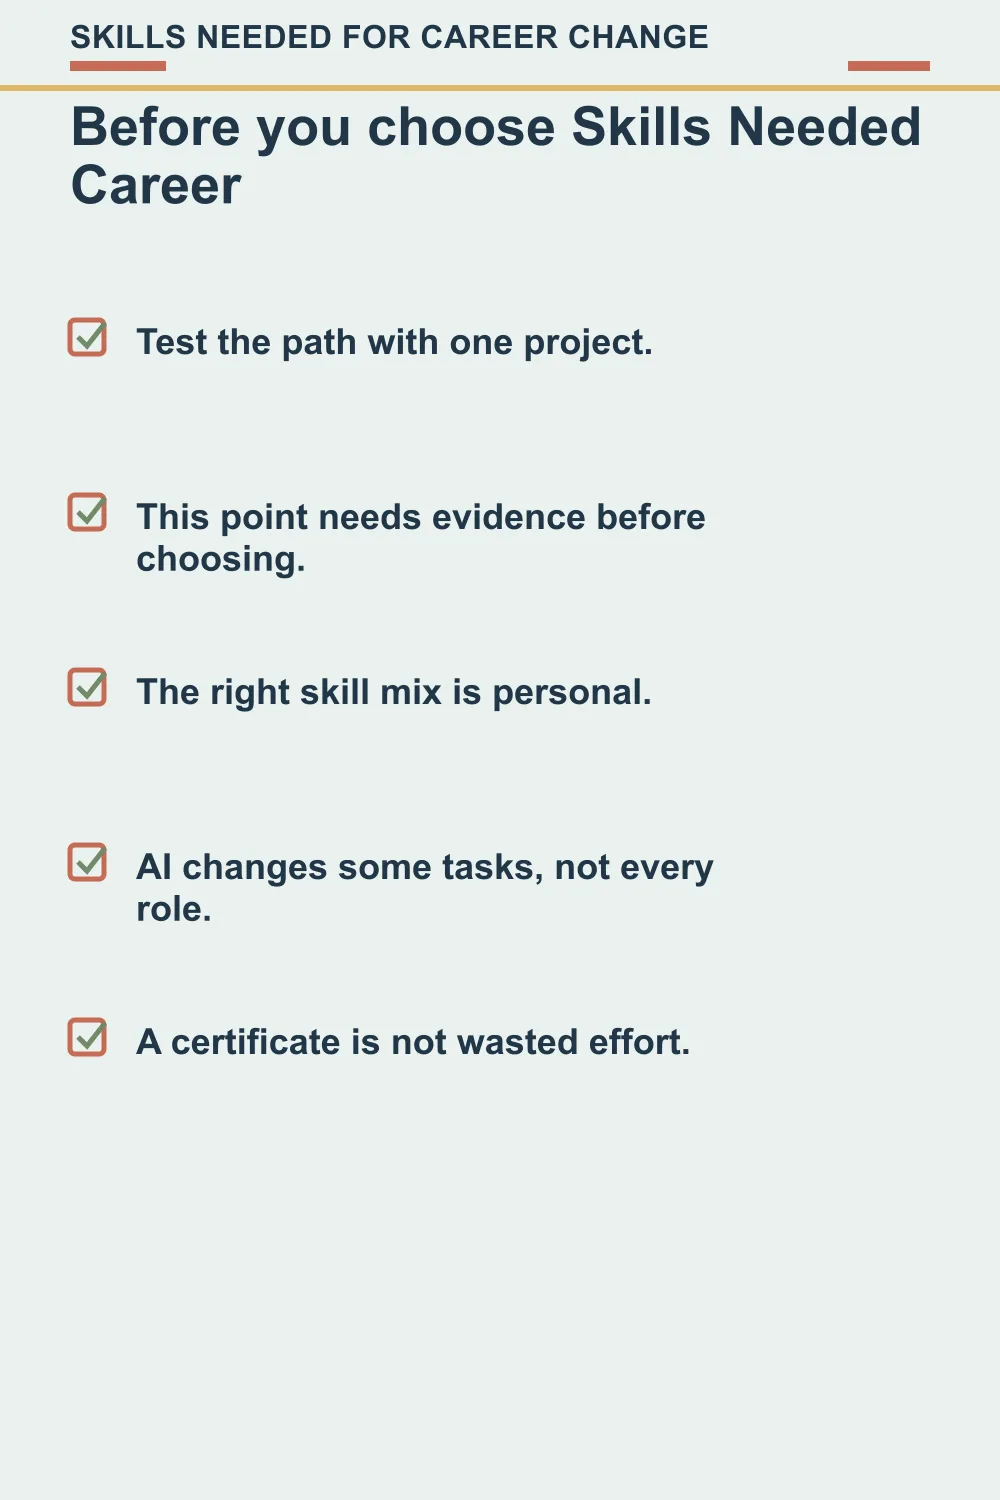 SKILLS NEEDED FOR CAREER CHANGE
Before you choose Skills Needed
Career
Test the path with one project.
This point needs evidence before
choosing.
The right skill mix is personal.
AI changes some tasks, not every
role.
A certificate is not wasted effort.